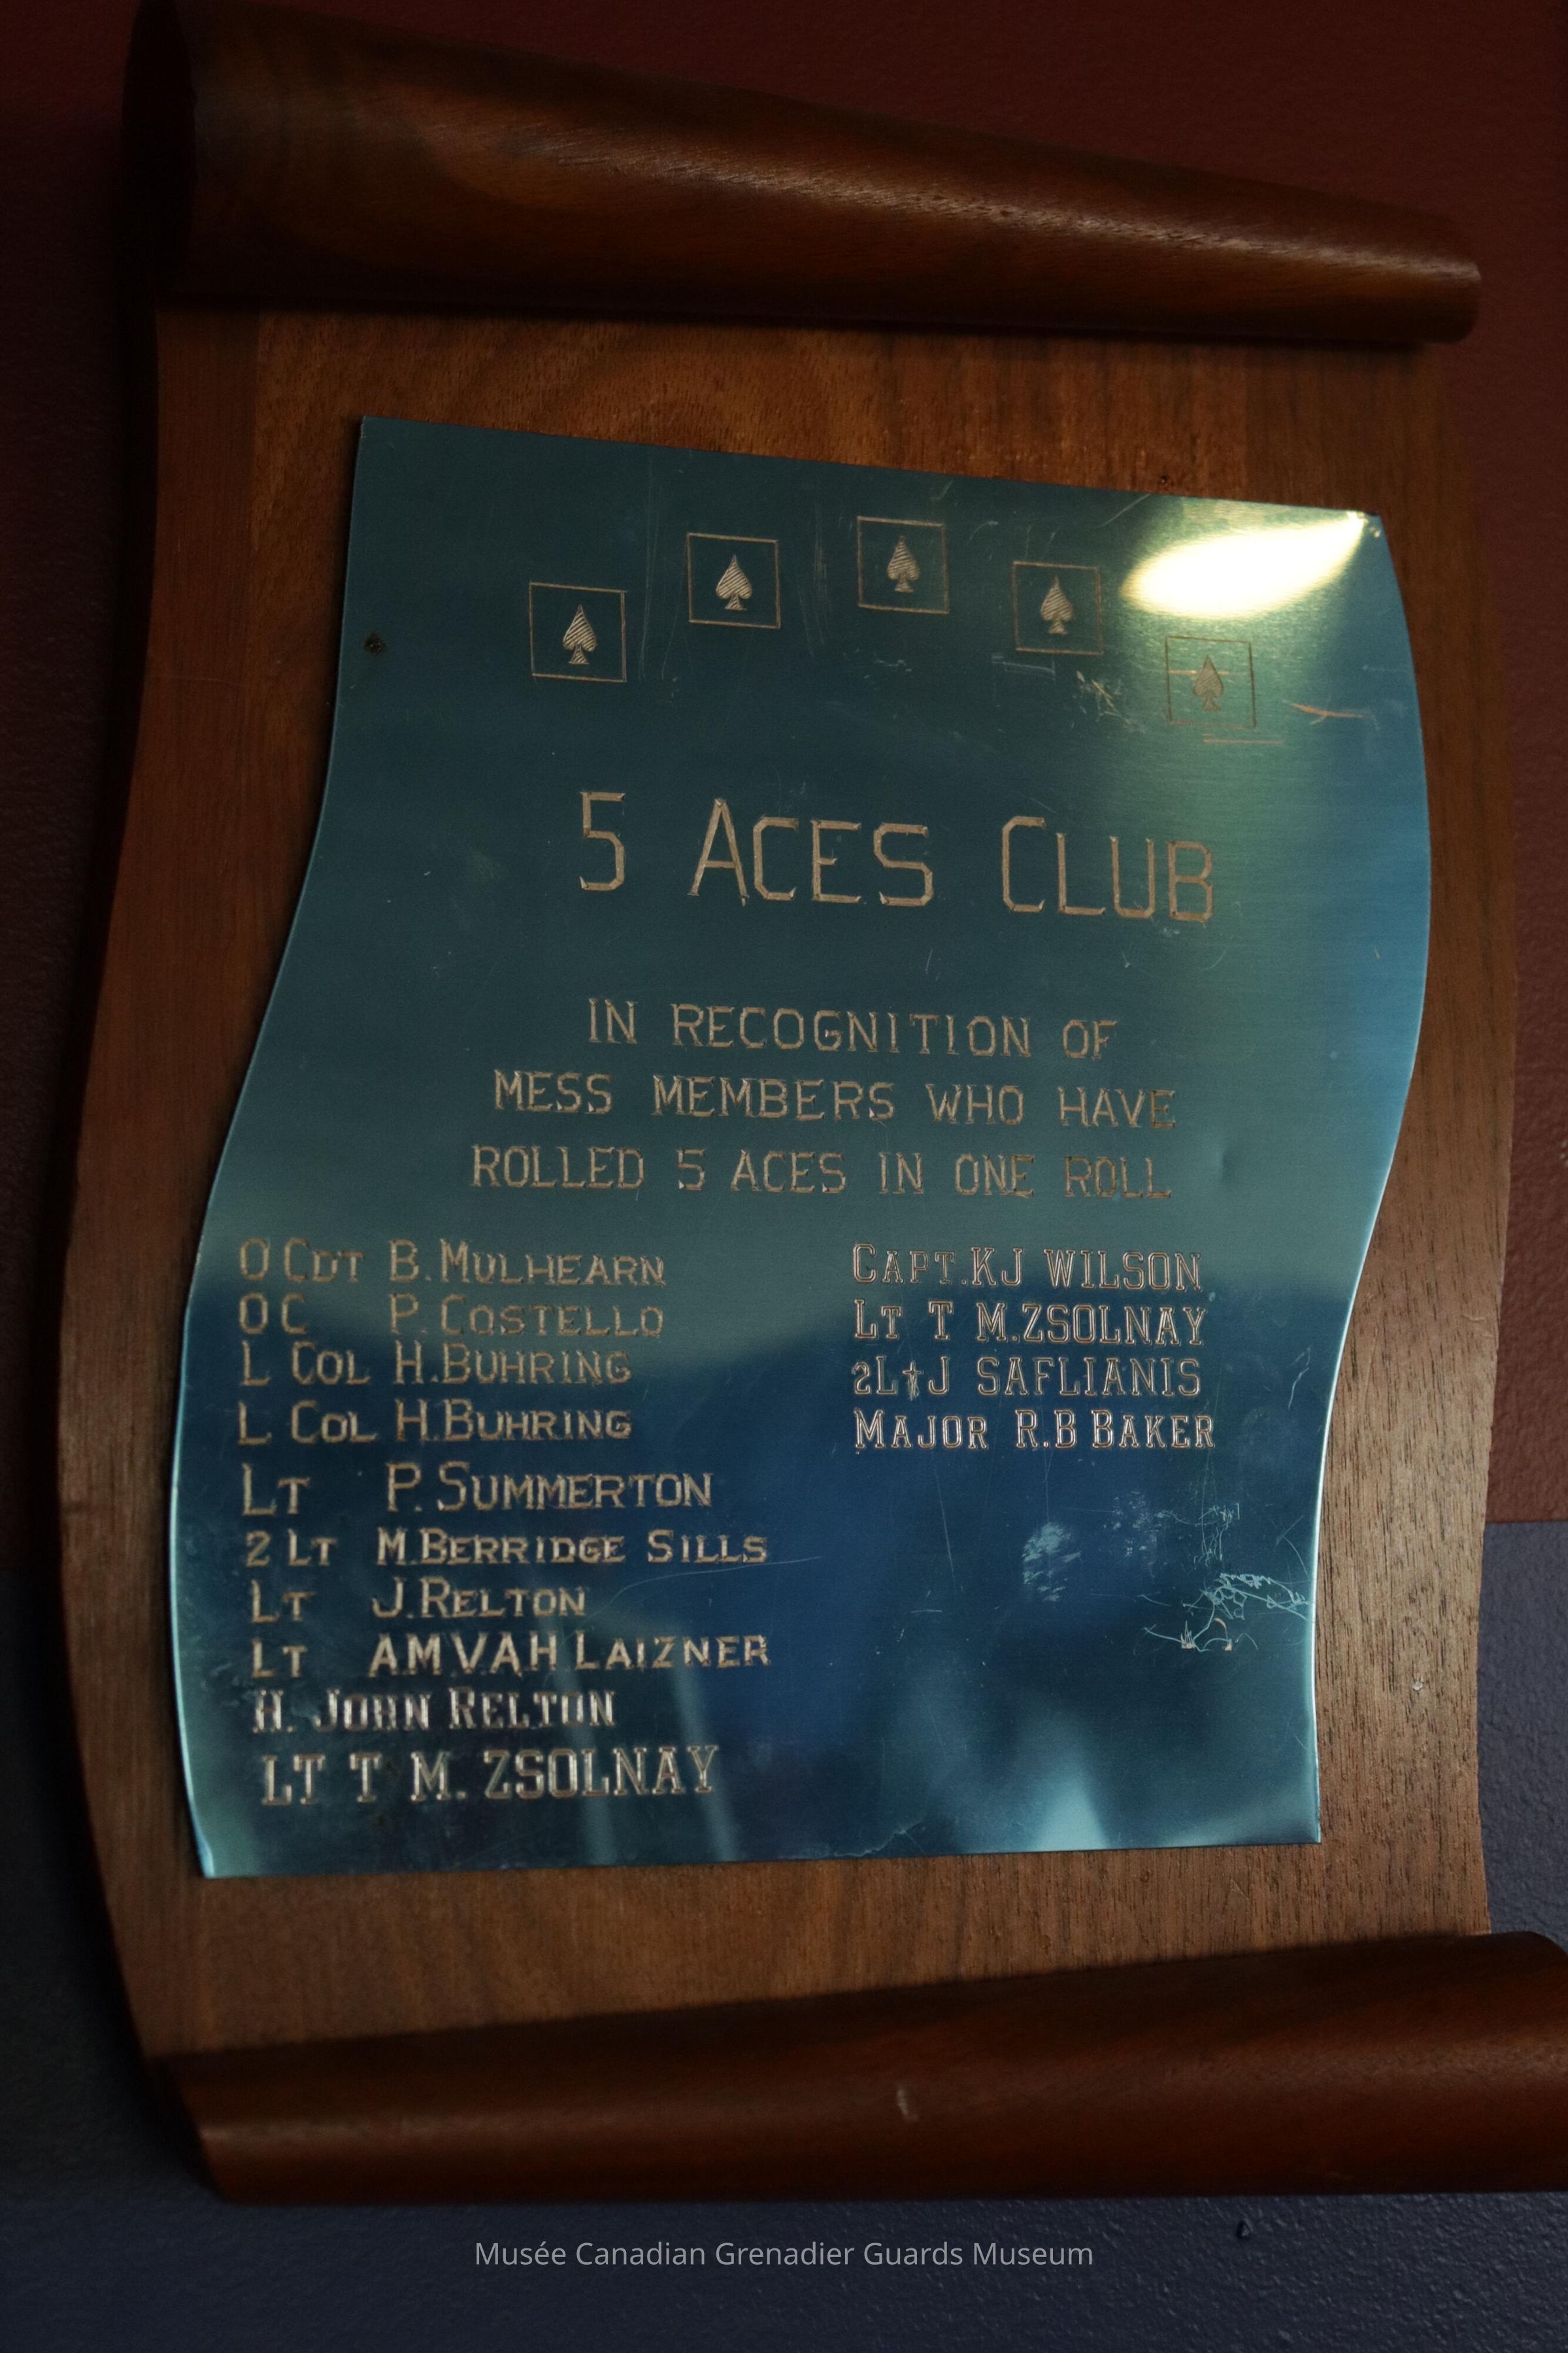 5 ACES CLUB
IN RECOGNITION OF
MESS MEMBERS WHO HAVE
ROLLED 5 ACES IN ONE ROLL
O CDT B. MULHEARN
O C P. COSTELLO
L COL H. BUHRING
L COL H. BUHRING
LT P. SUMMERTON
2 LT M. BERRIDGE SILLS
LT J. RELTON
LT AMVAH LAIZNER
H. JOHN RELTON
LT T M. ZSOLNAY
CAPT. KJ WILSON
LT T M. ZSOLNAY
2Lt J SAFLIANIS
MAJOR R.B BAKER
Musée Canadian Grenadier Guards Museum